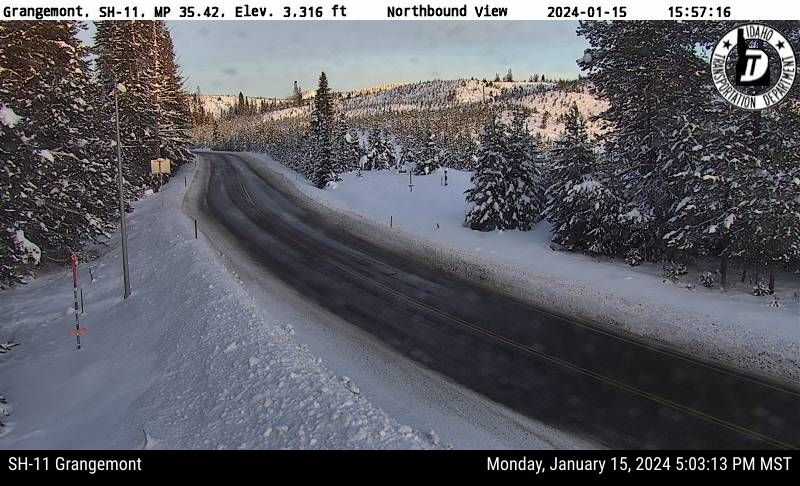 Grangemont, SH-11, MP 35.42, Elev. 3,316 ft Northbound View 2024-01-15 15:57:16
IDAHO
TRANSPORTATION DEPARTMENT
SH-11 Grangemont Monday, January 15, 2024 5:03:13 PM MST